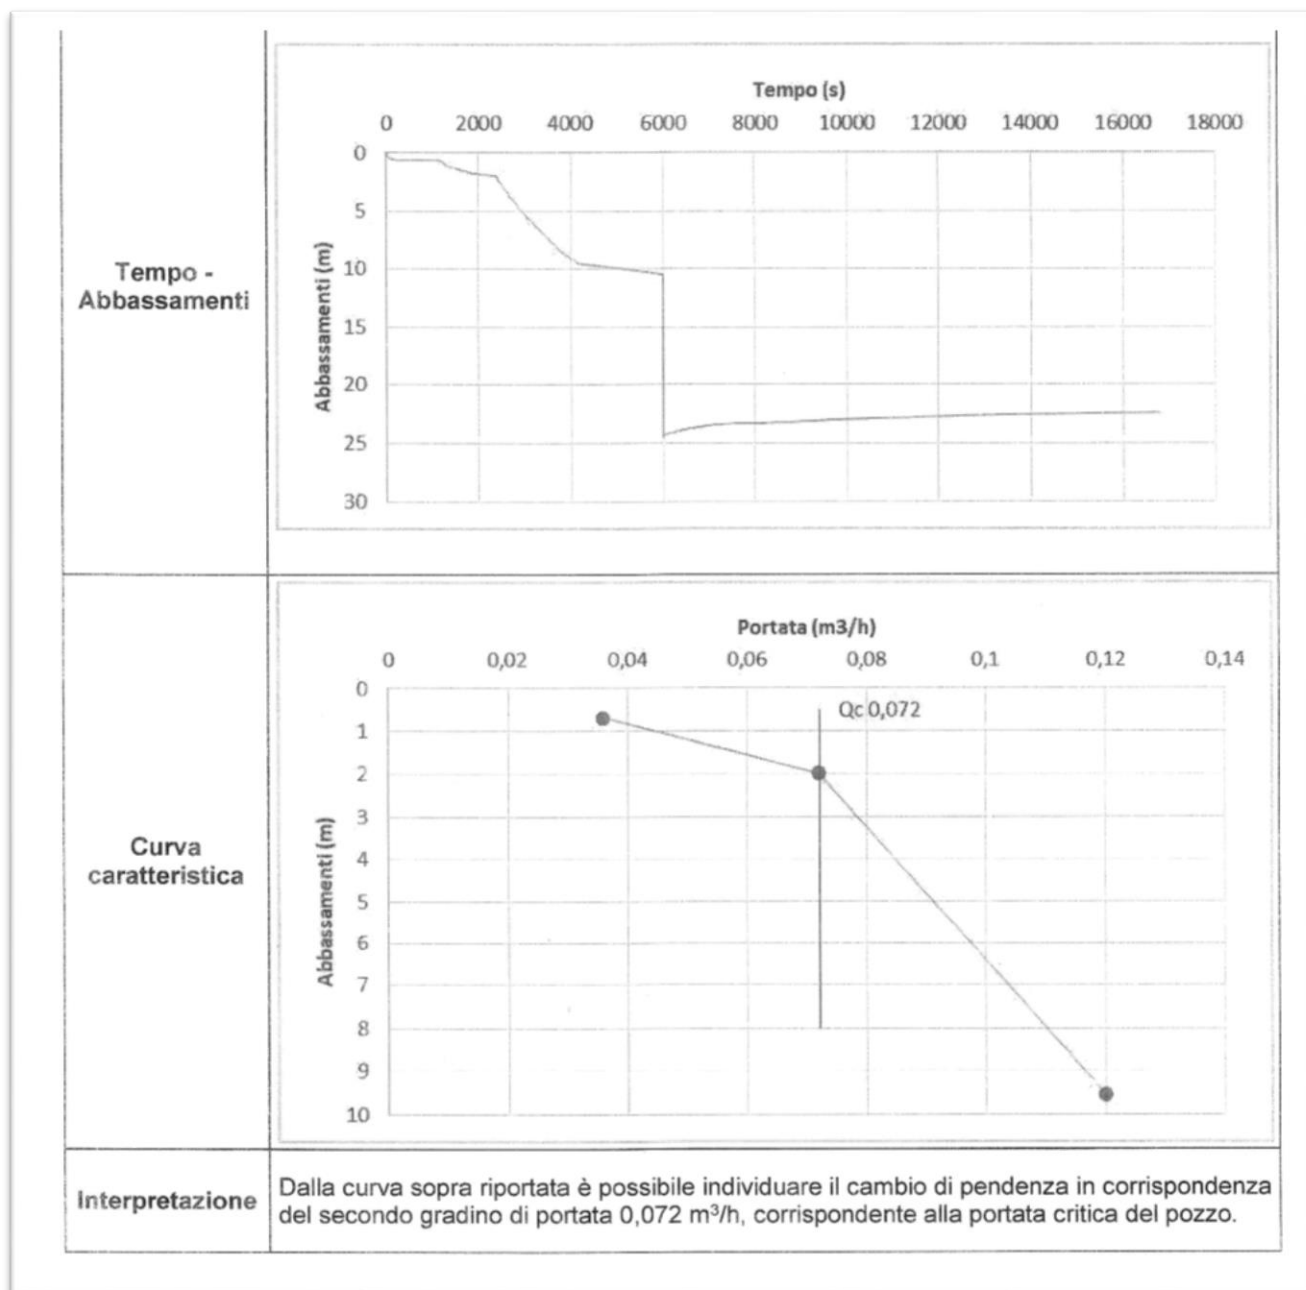 Tempo -
Abbassamenti
Tempo (s)
0 2000 4000 6000 8000 10000 12000 14000 16000 18000
Abbassamenti (m)
0
5
10
15
20
25
30
Curva
caratteristica
Portata (m3/h)
0 0,02 0,04 0,06 0,08 0,1 0,12 0,14
Abbassamenti (m)
0
1
2
3
4
5
6
7
8
9
10
Qc 0,072
Interpretazione
Dalla curva sopra riportata è possibile individuare il cambio di pendenza in corrispondenza
del secondo gradino di portata 0,072 m³/h, corrispondente alla portata critica del pozzo.